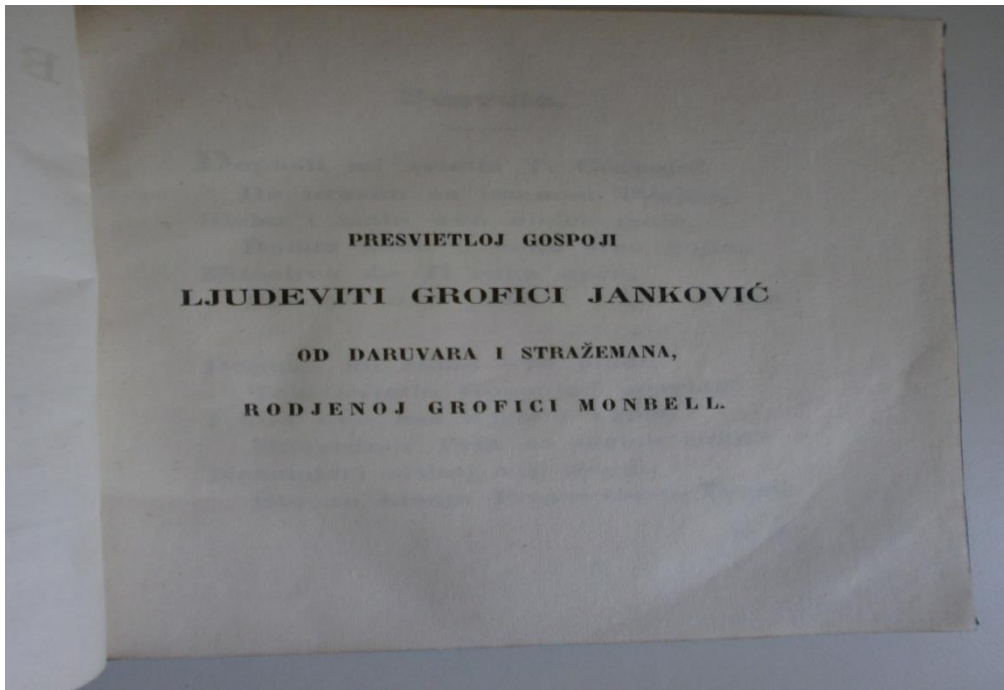 PRESVIETLOJ GOSPOJI
LJUDEVITI GROFICI JANKOVIĆ
OD DARUVARA I STRAŽEMANA,
RODJENOJ GROFICI MONBELL.